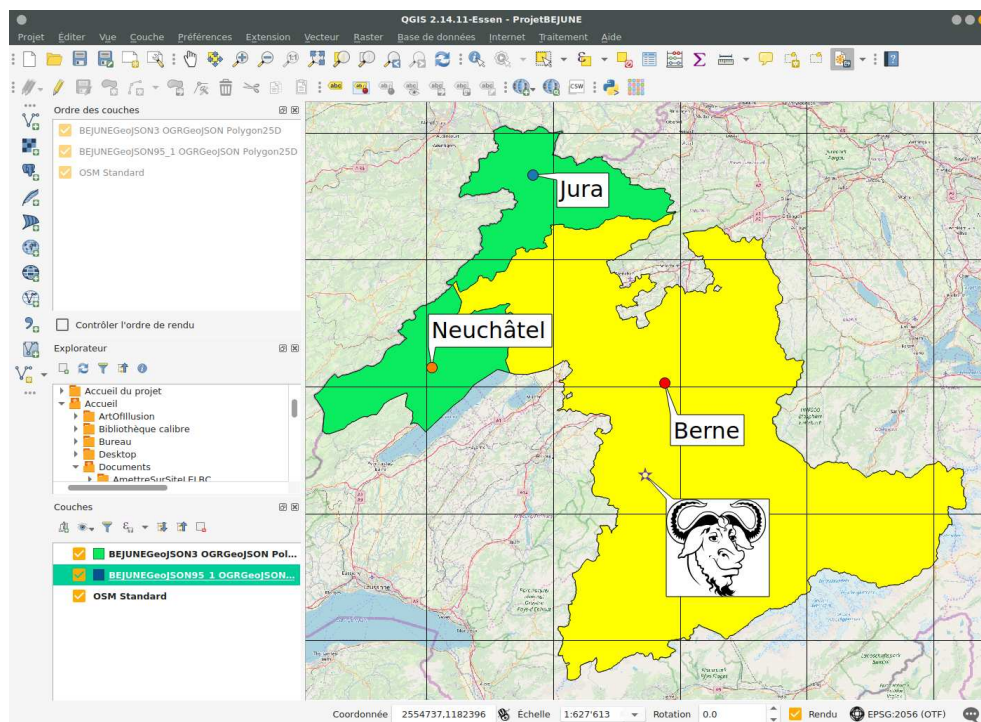 QGIS 2.14.11-Essen - ProjetBEJUNE
Projet Éditer Vue Couche Préférences Extension Vecteur Raster Base de données Internet Traitement Aide
Ordre des couches
BEJUNEGeoJSON3 OGRGeoJSON Polygon25D
BEJUNEGeoJSON95_1 OGRGeoJSON Polygon25D
OSM Standard
Contrôler l'ordre de rendu
Explorateur
Accueil du projet
Accueil
ArtOfIllusion
Bibliothèque calibre
Bureau
Desktop
Documents
AmettreSurSiteLELBC
Couches
BEJUNEGeoJSON3 OGRGeoJSON Pol...
BEJUNEGeoJSON95_1 OGRGeoJSON...
OSM Standard
Jura
Neuchâtel
Berne
Coordonnée 2554737,1182396 Échelle 1:627'613 Rotation 0.0 Rendu EPSG:2056 (OTF)